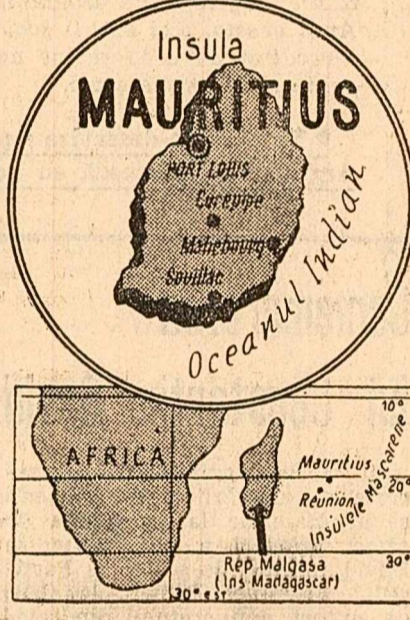 Insula
MAURITIUS
PORT LOUIS
Curepipe
Mahebourg
Souillac
Oceanul Indian
10°
AFRICA
Mauritius
20°
Réunion
Insulele Mascarene
30°
Rep Malgasa
(Ins Madagascar)
30° est